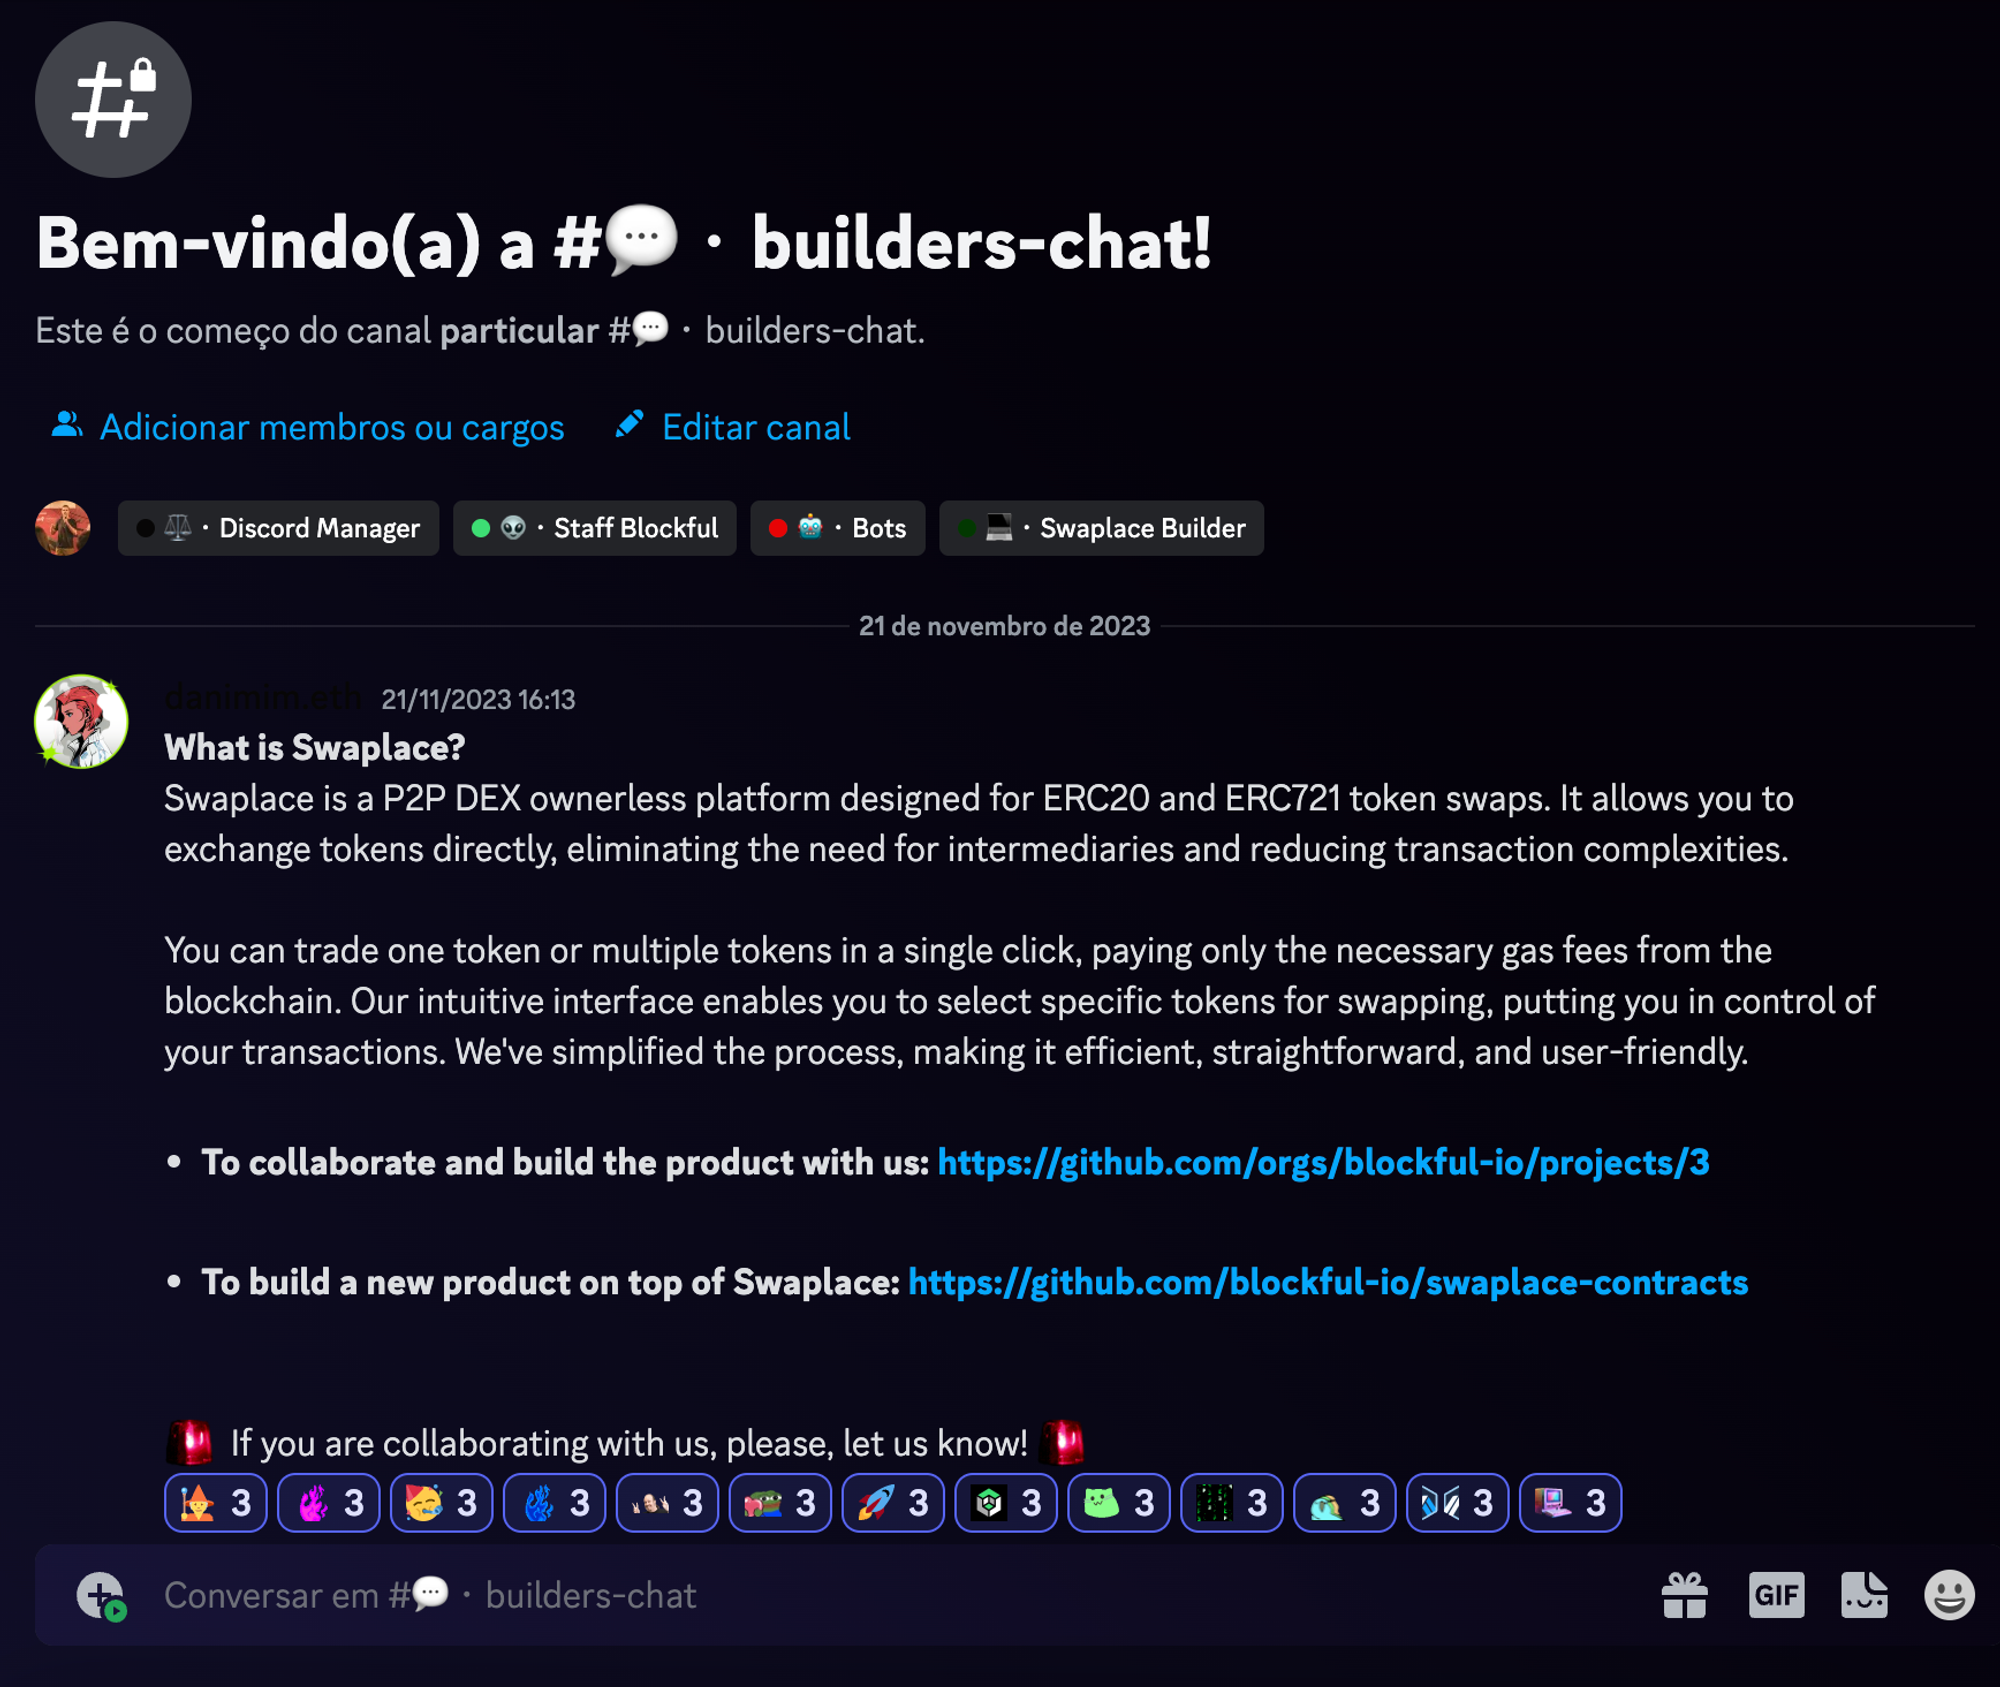 Bem-vindo(a) a #💬・builders-chat!
Este é o começo do canal particular #💬・builders-chat.
Adicionar membros ou cargos Editar canal
⚖️・Discord Manager 👽・Staff Blockful 🤖・Bots 💻・Swaplace Builder
21 de novembro de 2023
danimim.eth 21/11/2023 16:13
What is Swaplace?
Swaplace is a P2P DEX ownerless platform designed for ERC20 and ERC721 token swaps. It allows you to
exchange tokens directly, eliminating the need for intermediaries and reducing transaction complexities.
You can trade one token or multiple tokens in a single click, paying only the necessary gas fees from the
blockchain. Our intuitive interface enables you to select specific tokens for swapping, putting you in control of
your transactions. We've simplified the process, making it efficient, straightforward, and user-friendly.
• To collaborate and build the product with us: https://github.com/orgs/blockful-io/projects/3
• To build a new product on top of Swaplace: https://github.com/blockful-io/swaplace-contracts
🚨 If you are collaborating with us, please, let us know! 🚨
3 3 3 3 3 3 3 3 3 3 3 3 3
Conversar em #💬・builders-chat GIF